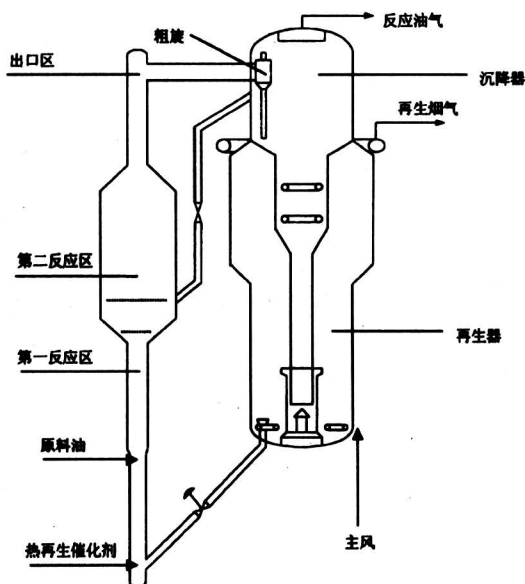 反应油气
粗旋
出口区
沉降器
再生烟气
第二反应区
再生器
第一反应区
原料油
热再生催化剂
主风